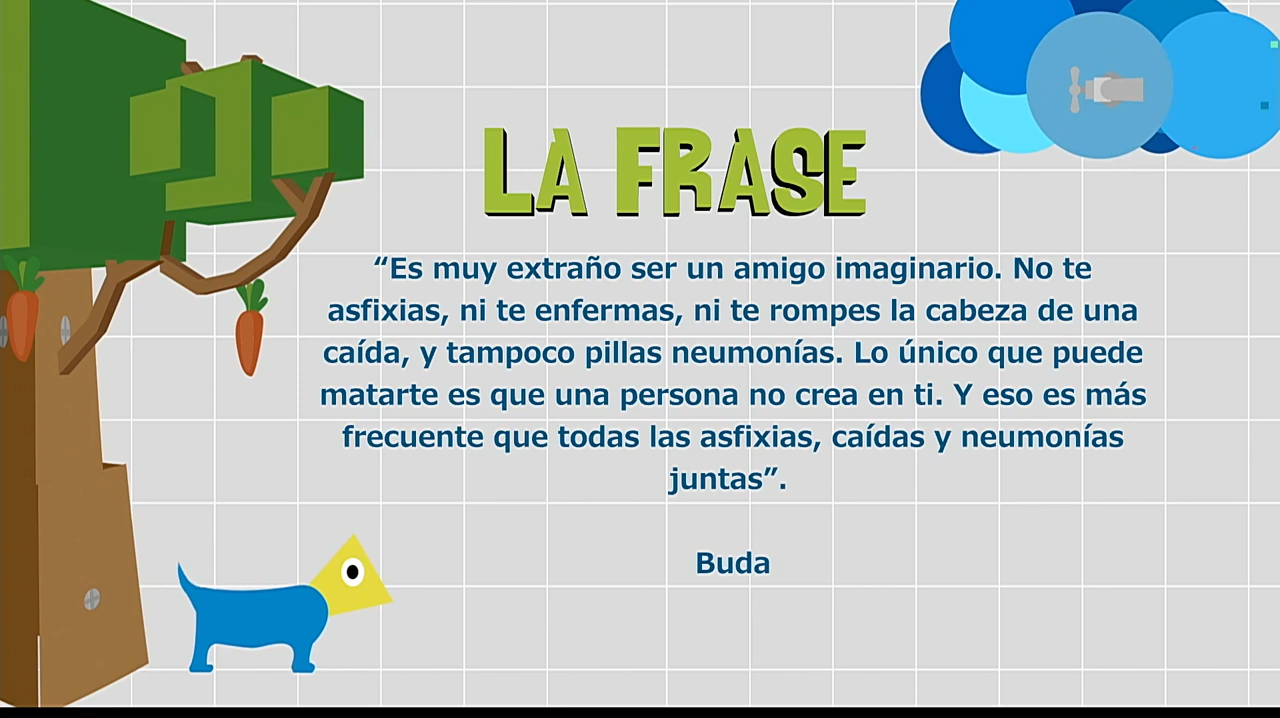 LA FRASE
“Es muy extraño ser un amigo imaginario. No te
asfixias, ni te enfermas, ni te rompes la cabeza de una
caída, y tampoco pillas neumonías. Lo único que puede
matarte es que una persona no crea en ti. Y eso es más
frecuente que todas las asfixias, caídas y neumonías
juntas”.
Buda